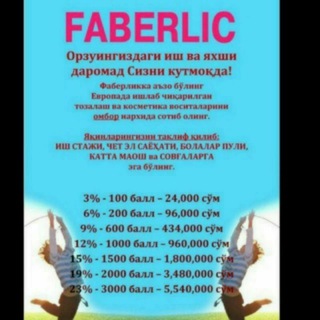 FABERLIC
Орзуингиздаги иш ва яхши
даромад Сизни кутмоқда!
Фаберликка аъзо бўлинг
Европада ишлаб чиқарилган
тозалаш ва косметика воситаларини
омбор нархида сотиб олинг.
Яқинларингизни таклиф қилиб:
ИШ СТАЖИ, ЧЕТ ЭЛ САЁҲАТИ, БОЛАЛАР ПУЛИ,
КАТТА МАОШ ва СОВГАЛАРГА
эга бўлинг.
3% - 100 балл – 24,000 сўм
6% - 200 балл – 96,000 сўм
9% - 600 балл – 434,000 сўм
12% - 1000 балл – 960,000 сўм
15% - 1500 балл – 1,800,000 сўм
19% - 2000 балл – 3,480,000 сўм
23% - 3000 балл – 5,540,000 сўм